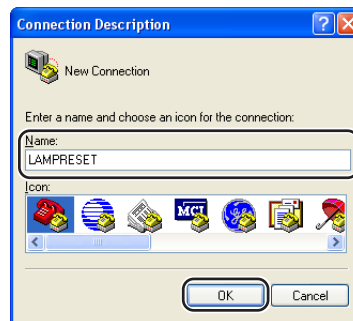 Connection Description
New Connection
Enter a name and choose an icon for the connection:
Name:
LAMPRESET
Icon:
MCI
OK Cancel